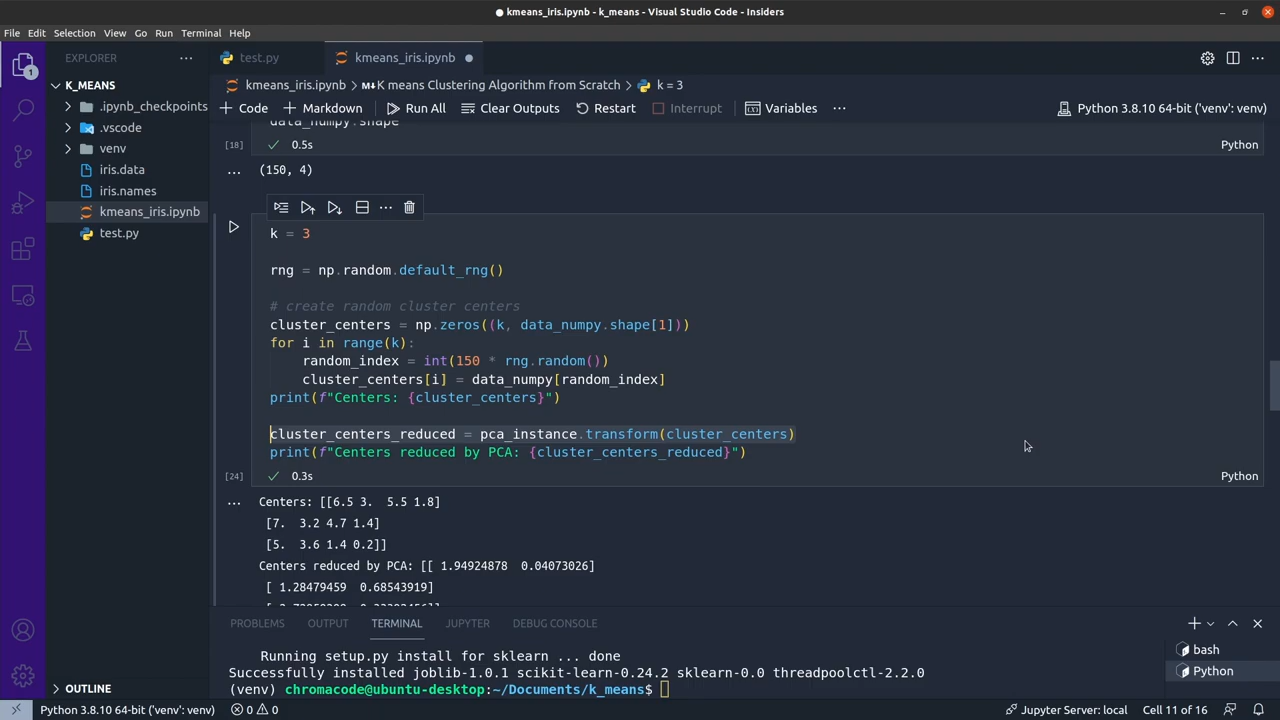 ● kmeans_iris.ipynb - k_means - Visual Studio Code - Insiders
File Edit Selection View Go Run Terminal Help
EXPLORER
test.py
kmeans_iris.ipynb
K_MEANS
kmeans_iris.ipynb > M↓K means Clustering Algorithm from Scratch > k = 3
.ipynb_checkpoints
+ Code + Markdown Run All Clear Outputs Restart Interrupt Variables ... Python 3.8.10 64-bit ('venv': venv)
.vscode
venv
iris.data
iris.names
kmeans_iris.ipynb
test.py
data_numpy.shape
[18] ✓ 0.5s Python
... (150, 4)
k = 3
rng = np.random.default_rng()
# create random cluster centers
cluster_centers = np.zeros((k, data_numpy.shape[1]))
for i in range(k):
    random_index = int(150 * rng.random())
    cluster_centers[i] = data_numpy[random_index]
print(f"Centers: {cluster_centers}")
cluster_centers_reduced = pca_instance.transform(cluster_centers)
print(f"Centers reduced by PCA: {cluster_centers_reduced}")
[24] ✓ 0.3s Python
... Centers: [[6.5 3.  5.5 1.8]
[7.  3.2 4.7 1.4]
[5.  3.6 1.4 0.2]]
Centers reduced by PCA: [[ 1.94924878  0.04073026]
[ 1.28479459  0.68543919]
PROBLEMS OUTPUT TERMINAL JUPYTER DEBUG CONSOLE
Running setup.py install for sklearn ... done
Successfully installed joblib-1.0.1 scikit-learn-0.24.2 sklearn-0.0 threadpoolctl-2.2.0
(venv) chromacode@ubuntu-desktop:~/Documents/k_means$
bash
Python
OUTLINE
1
Python 3.8.10 64-bit ('venv': venv) 0 0 Jupyter Server: local Cell 11 of 16